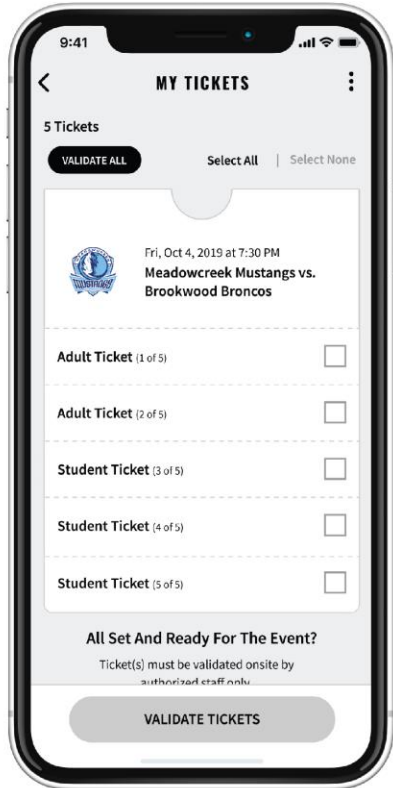 9:41
MY TICKETS
5 Tickets
VALIDATE ALL
Select All | Select None
Fri, Oct 4, 2019 at 7:30 PM
Meadowcreek Mustangs vs.
Brookwood Broncos
MUSTANGS
Adult Ticket (1 of 5)
Adult Ticket (2 of 5)
Student Ticket (3 of 5)
Student Ticket (4 of 5)
Student Ticket (5 of 5)
All Set And Ready For The Event?
Ticket(s) must be validated onsite by
authorized staff only
VALIDATE TICKETS